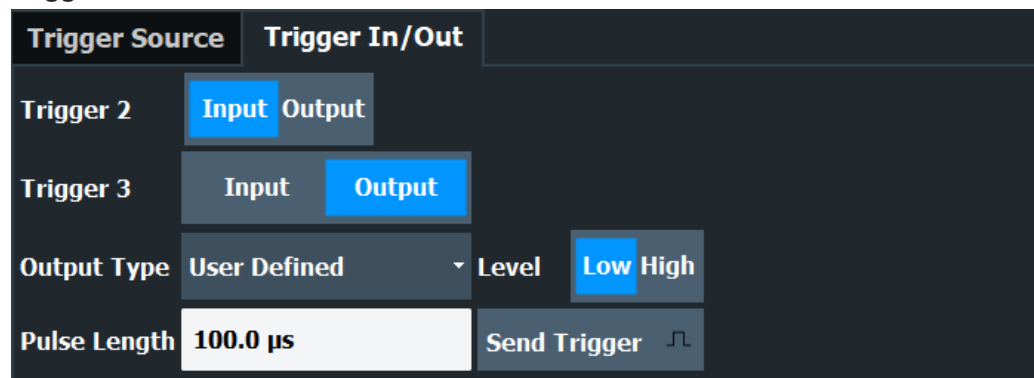 Trigger Source Trigger In/Out
Trigger 2 Input Output
Trigger 3 Input Output
Output Type User Defined Level Low High
Pulse Length 100.0 µs Send Trigger